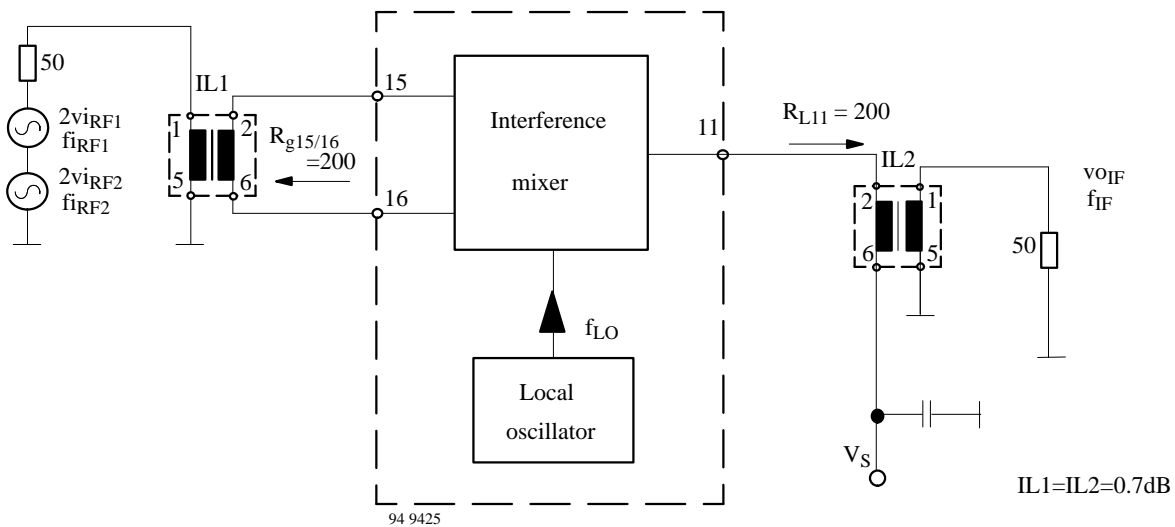 50
2viRF1
fiRF1
2viRF2
fiRF2
IL1
1
2
5
6
Rg15/16
=200
15
16
Interference
mixer
fLO
Local
oscillator
11
RL11 = 200
IL2
2
1
6
5
voIF
fIF
50
VS
IL1=IL2=0.7dB
94 9425